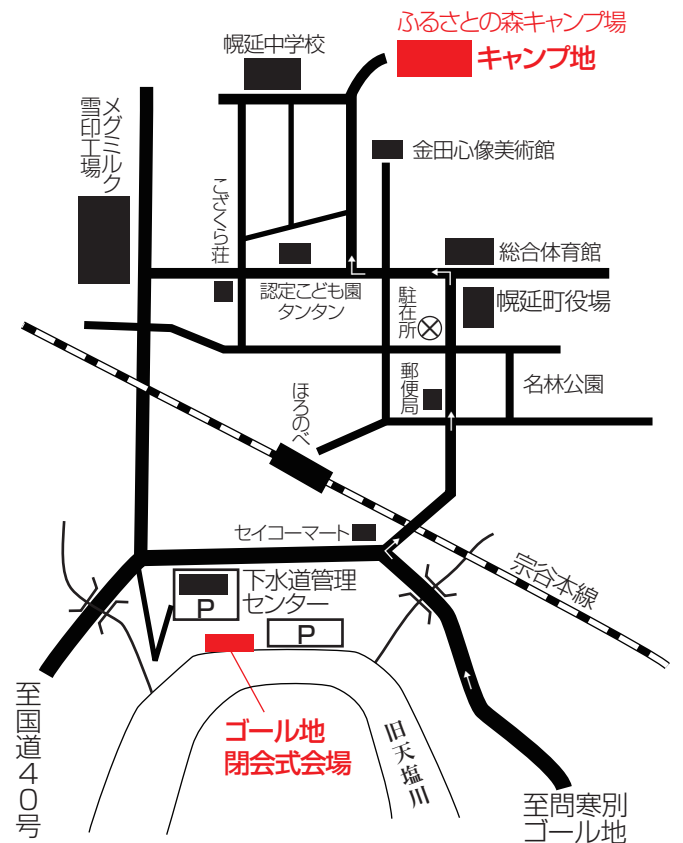 ふるさとの森キャンプ場
キャンプ地
幌延中学校
メグミルク
雪印工場
金田心像美術館
こざくら荘
総合体育館
認定こども園
タンタン
駐在所
幌延町役場
郵便局
名林公園
ほろのべ
セイコーマート
宗谷本線
下水道管理
センター
P
P
ゴール地
閉会式会場
旧天塩川
至国道40号
至問寒別
ゴール地